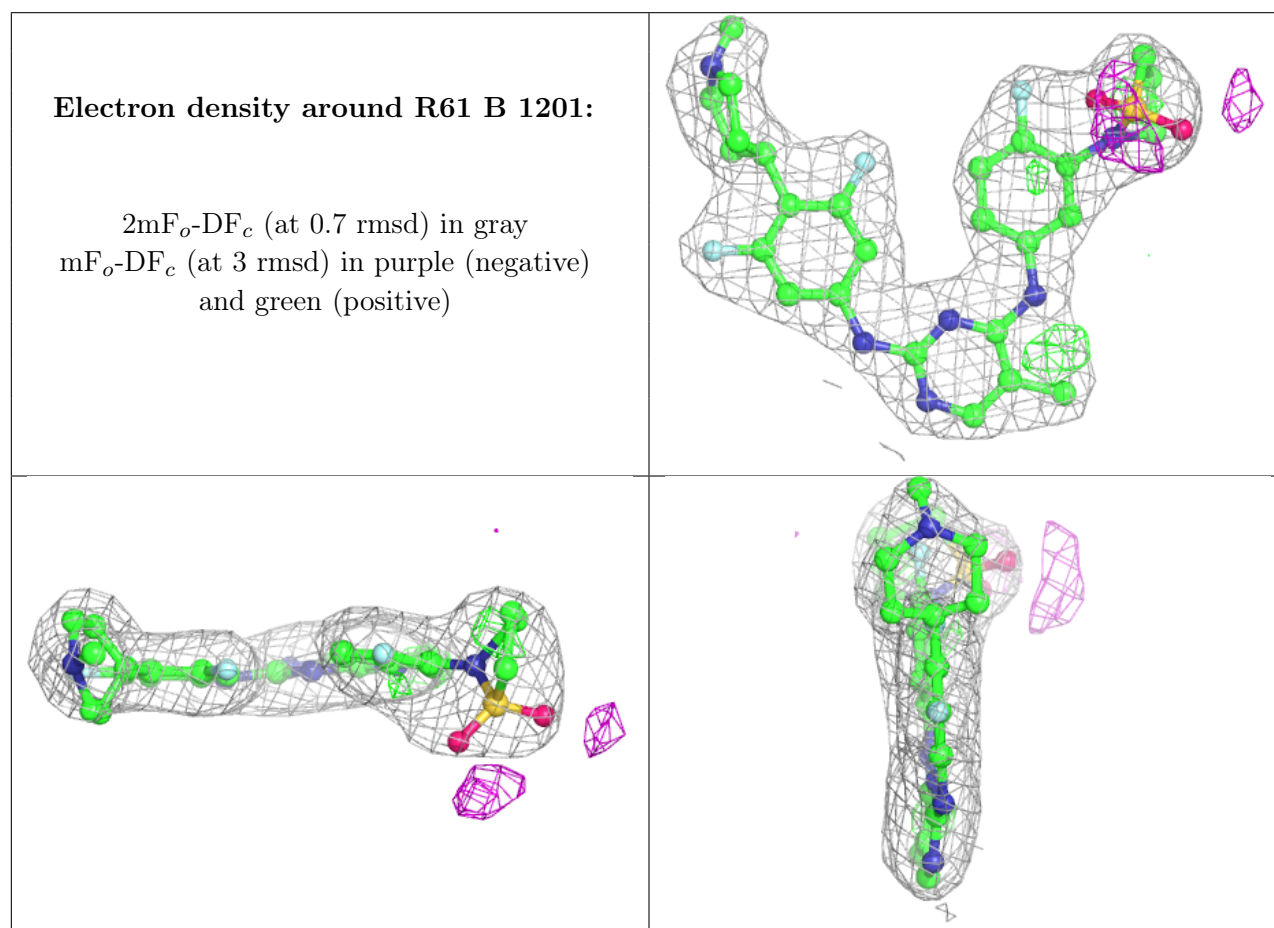 Electron density around R61 B 1201:
2mFo-DFc (at 0.7 rmsd) in gray
mFo-DFc (at 3 rmsd) in purple (negative)
and green (positive)